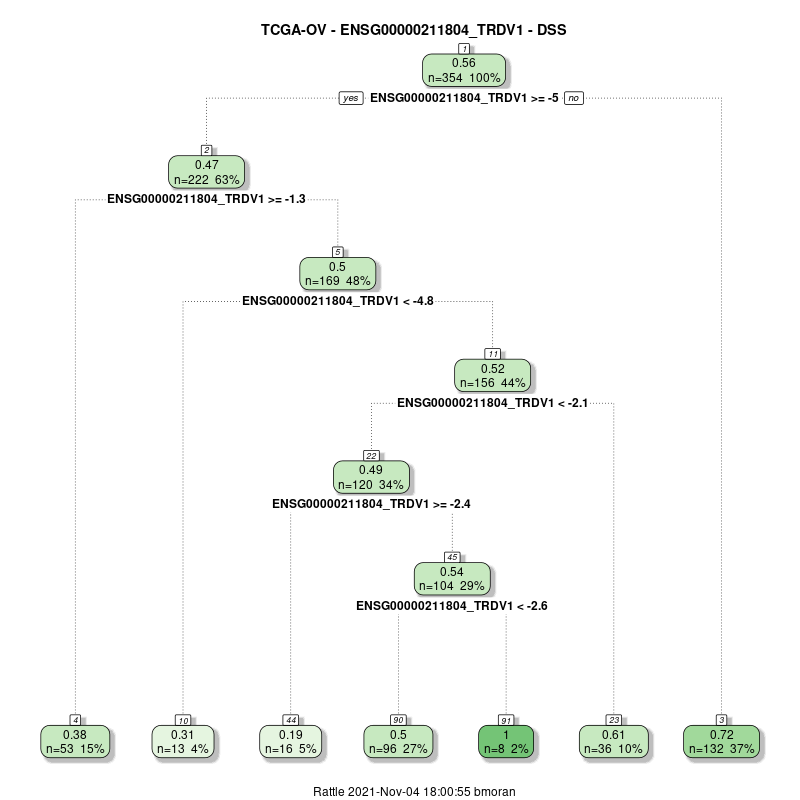 TCGA-OV - ENSG00000211804_TRDV1 - DSS
1
0.56
n=354 100%
yes ENSG00000211804_TRDV1 >= -5 no
2
0.47
n=222 63%
ENSG00000211804_TRDV1 >= -1.3
5
0.5
n=169 48%
ENSG00000211804_TRDV1 < -4.8
11
0.52
n=156 44%
ENSG00000211804_TRDV1 < -2.1
22
0.49
n=120 34%
ENSG00000211804_TRDV1 >= -2.4
45
0.54
n=104 29%
ENSG00000211804_TRDV1 < -2.6
4
0.38
n=53 15%
10
0.31
n=13 4%
44
0.19
n=16 5%
90
0.5
n=96 27%
91
1
n=8 2%
23
0.61
n=36 10%
3
0.72
n=132 37%
Rattle 2021-Nov-04 18:00:55 bmoran